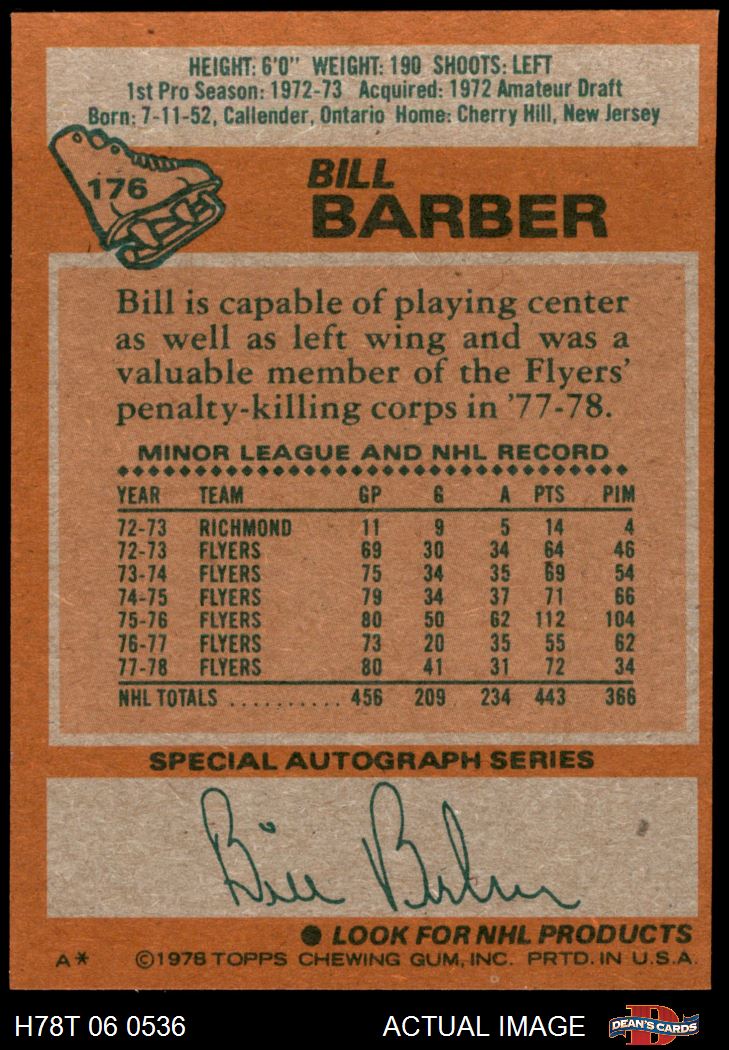 HEIGHT: 6'0" WEIGHT: 190 SHOOTS: LEFT
1st Pro Season: 1972-73 Acquired: 1972 Amateur Draft
Born: 7-11-52, Callender, Ontario Home: Cherry Hill, New Jersey
176
BILL
BARBER
Bill is capable of playing center
as well as left wing and was a
valuable member of the Flyers'
penalty-killing corps in '77-78.
MINOR LEAGUE AND NHL RECORD
YEAR TEAM GP G A PTS PIM
72-73 RICHMOND 11 9 5 14 4
72-73 FLYERS 69 30 34 64 46
73-74 FLYERS 75 34 35 69 54
74-75 FLYERS 79 34 37 71 66
75-76 FLYERS 80 50 62 112 104
76-77 FLYERS 73 20 35 55 62
77-78 FLYERS 80 41 31 72 34
NHL TOTALS .......... 456 209 234 443 366
SPECIAL AUTOGRAPH SERIES
Bill Barber
● LOOK FOR NHL PRODUCTS
A* ©1978 TOPPS CHEWING GUM, INC. PRTD. IN U.S.A.
H78T 06 0536 ACTUAL IMAGE DEAN'S CARDS